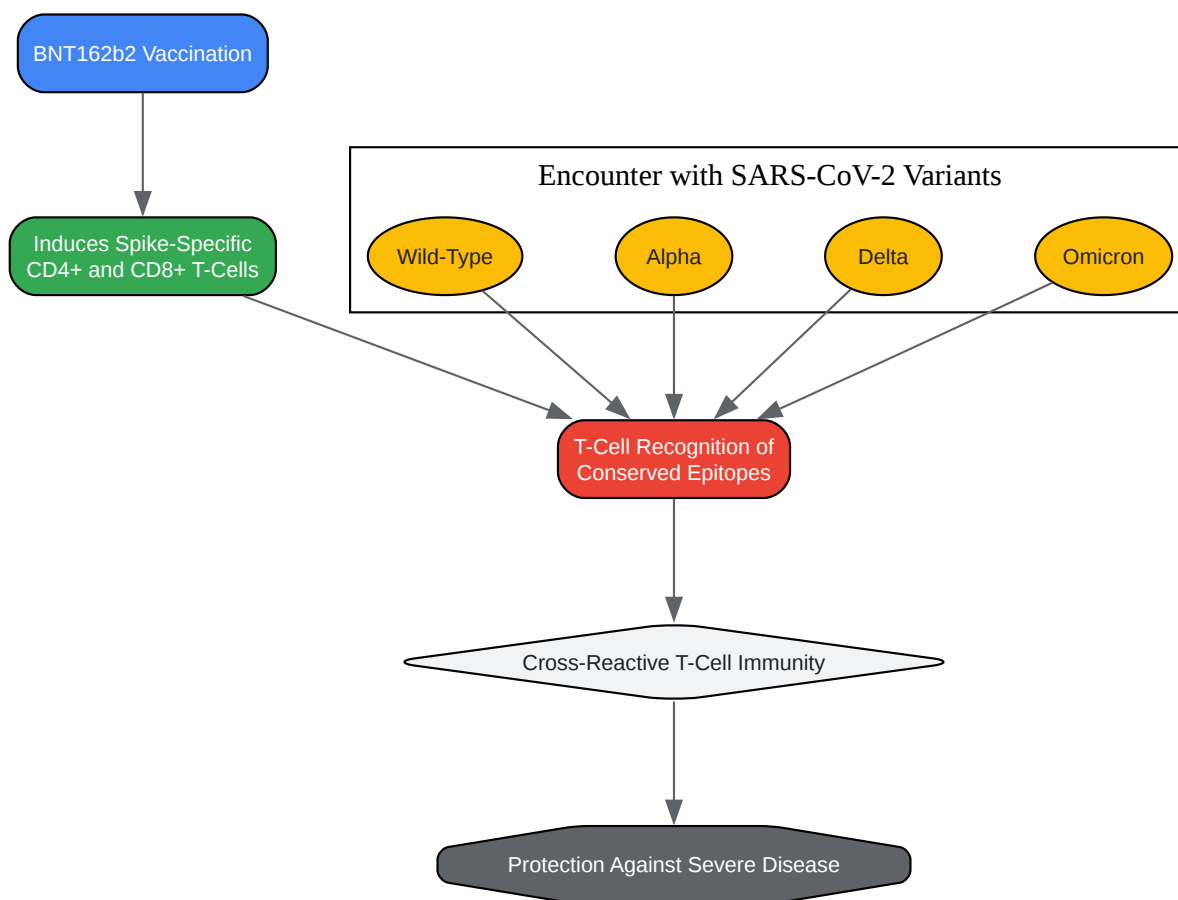 BNT162b2 Vaccination
Encounter with SARS-CoV-2 Variants
Induces Spike-Specific
CD4+ and CD8+ T-Cells
Wild-Type
Alpha
Delta
Omicron
T-Cell Recognition of
Conserved Epitopes
Cross-Reactive T-Cell Immunity
Protection Against Severe Disease